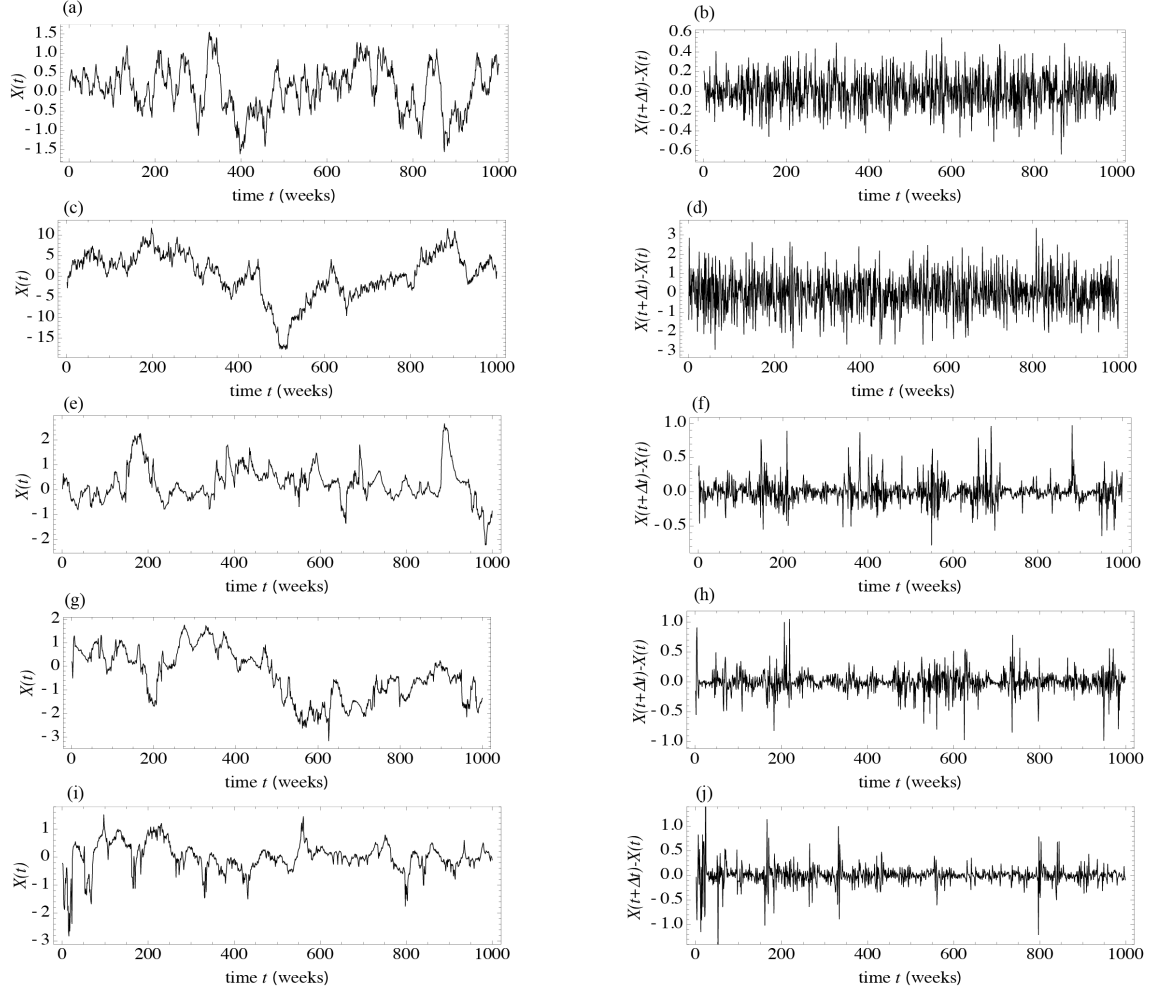 (a)
1.5
1.0
0.5
0.0
- 0.5
- 1.0
- 1.5
X(t)
0 200 400 600 800 1000
time t (weeks)
(b)
0.6
0.4
0.2
0.0
- 0.2
- 0.4
- 0.6
X(t+Δt)-X(t)
0 200 400 600 800 1000
time t (weeks)
(c)
10
5
0
- 5
- 10
- 15
X(t)
0 200 400 600 800 1000
time t (weeks)
(d)
3
2
1
0
- 1
- 2
- 3
X(t+Δt)-X(t)
0 200 400 600 800 1000
time t (weeks)
(e)
2
1
0
- 1
- 2
X(t)
0 200 400 600 800 1000
time t (weeks)
(f)
1.0
0.5
0.0
- 0.5
X(t+Δt)-X(t)
0 200 400 600 800 1000
time t (weeks)
(g)
2
1
0
- 1
- 2
- 3
X(t)
0 200 400 600 800 1000
time t (weeks)
(h)
1.0
0.5
0.0
- 0.5
- 1.0
X(t+Δt)-X(t)
0 200 400 600 800 1000
time t (weeks)
(i)
1
0
- 1
- 2
- 3
X(t)
0 200 400 600 800 1000
time t (weeks)
(j)
1.0
0.5
0.0
- 0.5
- 1.0
X(t+Δt)-X(t)
0 200 400 600 800 1000
time t (weeks)